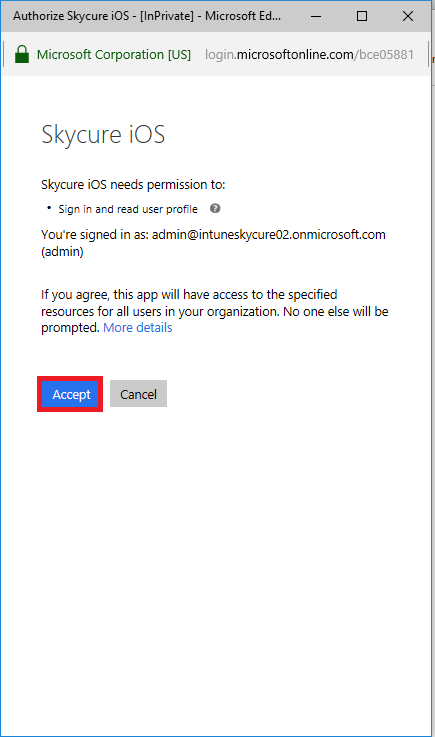 Authorize Skycure iOS - [InPrivate] - Microsoft Ed...
Microsoft Corporation [US] login.microsoftonline.com/bce05881
Skycure iOS
Skycure iOS needs permission to:
• Sign in and read user profile ?
You're signed in as: admin@intuneskycure02.onmicrosoft.com
(admin)
If you agree, this app will have access to the specified
resources for all users in your organization. No one else will be
prompted. More details
Accept Cancel